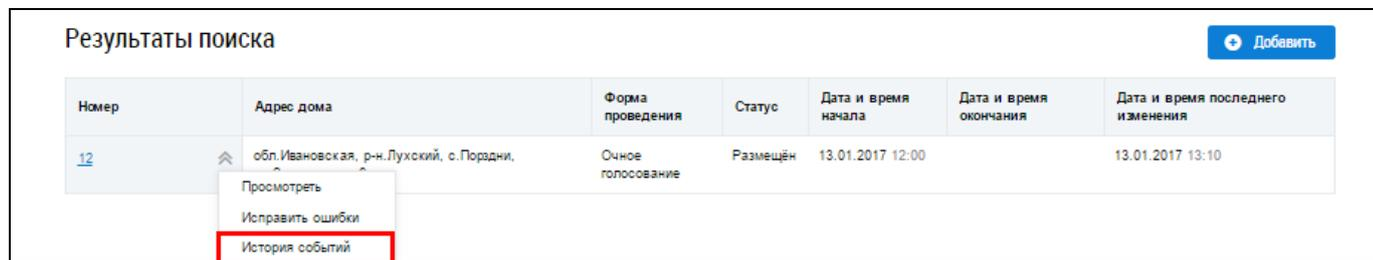 Результаты поиска
Добавить
Номер
Адрес дома
Форма
проведения
Статус
Дата и время
начала
Дата и время
окончания
Дата и время последнего
изменения
12
обл.Ивановская, р-н.Лухский, с.Порздни,
Очное
голосование
Размещён
13.01.2017 12:00
13.01.2017 13:10
Просмотреть
Исправить ошибки
История событий